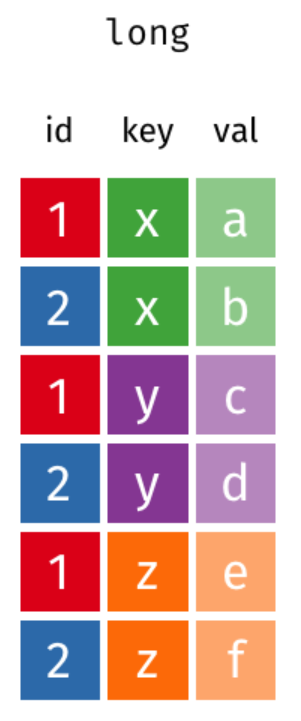 long
id key val
1 x a
2 x b
1 y c
2 y d
1 z e
2 z f